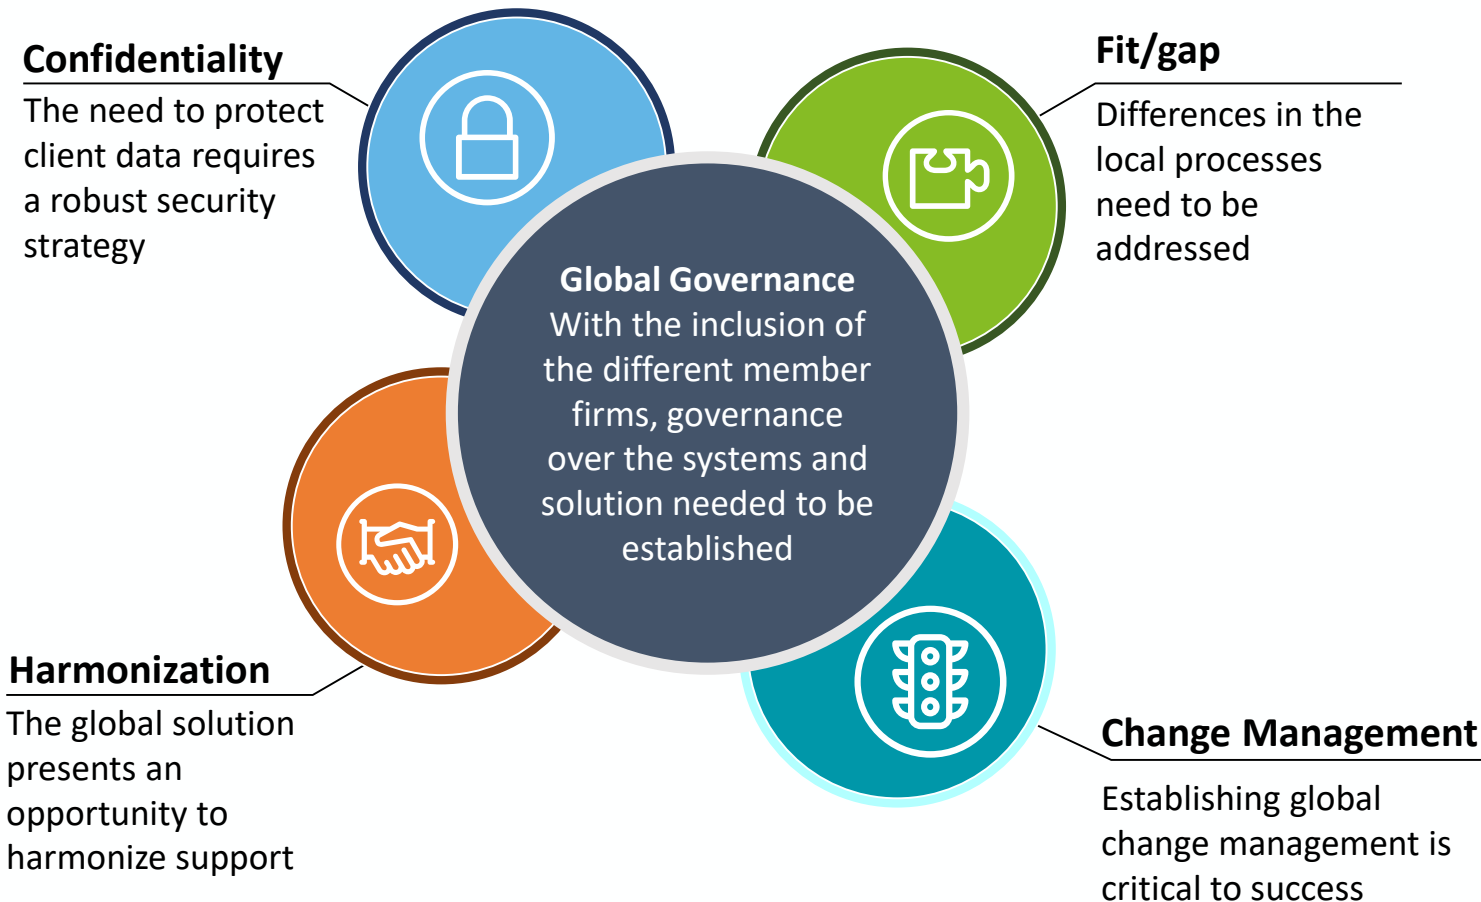 Confidentiality
The need to protect
client data requires
a robust security
strategy
Fit/gap
Differences in the
local processes
need to be
addressed
Global Governance
With the inclusion of
the different member
firms, governance
over the systems and
solution needed to be
established
Harmonization
The global solution
presents an
opportunity to
harmonize support
Change Management
Establishing global
change management is
critical to success